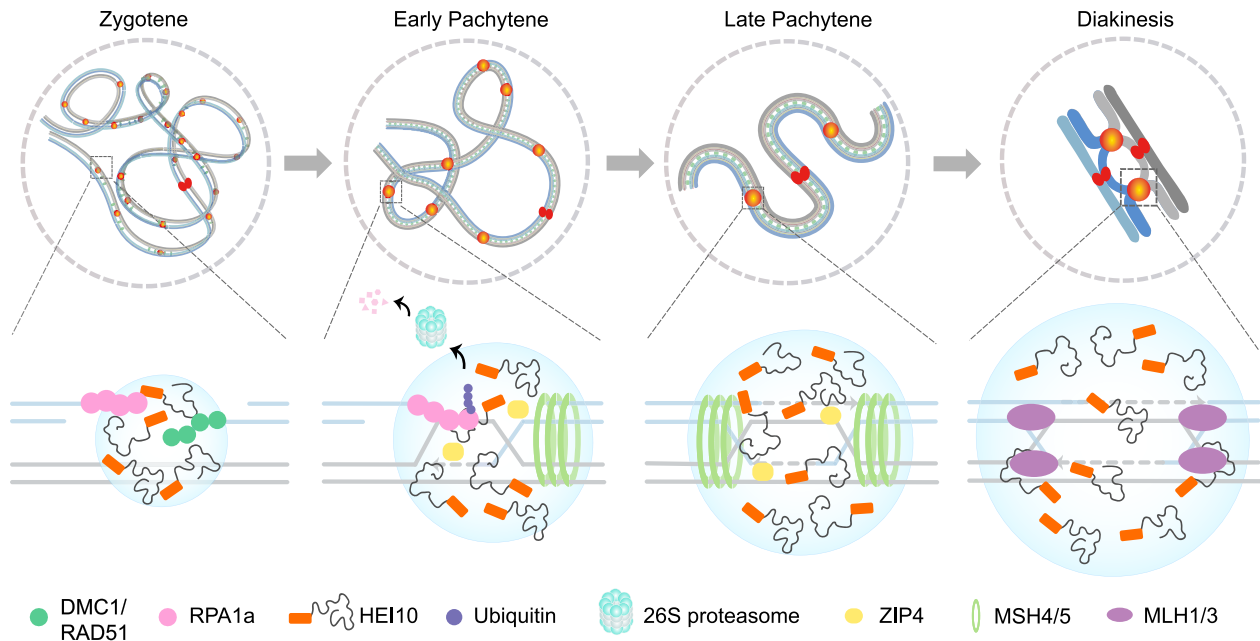 Zygotene
Early Pachytene
Late Pachytene
Diakinesis
DMC1/
RAD51
RPA1a
HEI10
Ubiquitin
26S proteasome
ZIP4
MSH4/5
MLH1/3